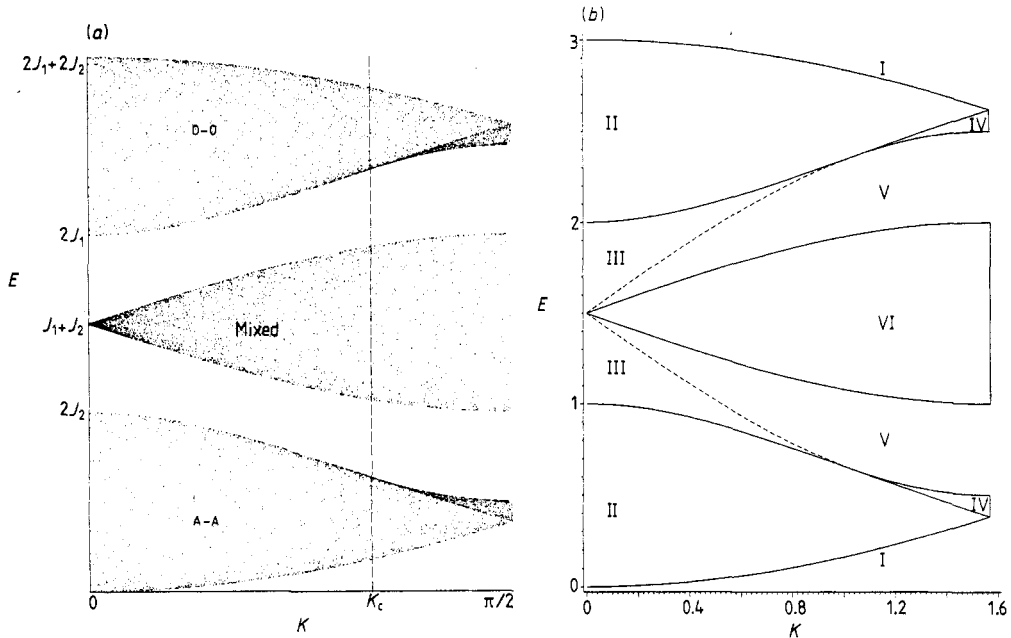 (a)
2J₁+2J₂
D-D
2J₁
E
J₁+J₂
Mixed
2J₂
A-A
0
K_c
π/2
K
(b)
3
I
II
IV
V
2
III
E
VI
III
1
V
II
IV
I
0
0
0.4
0.8
1.2
1.6
K